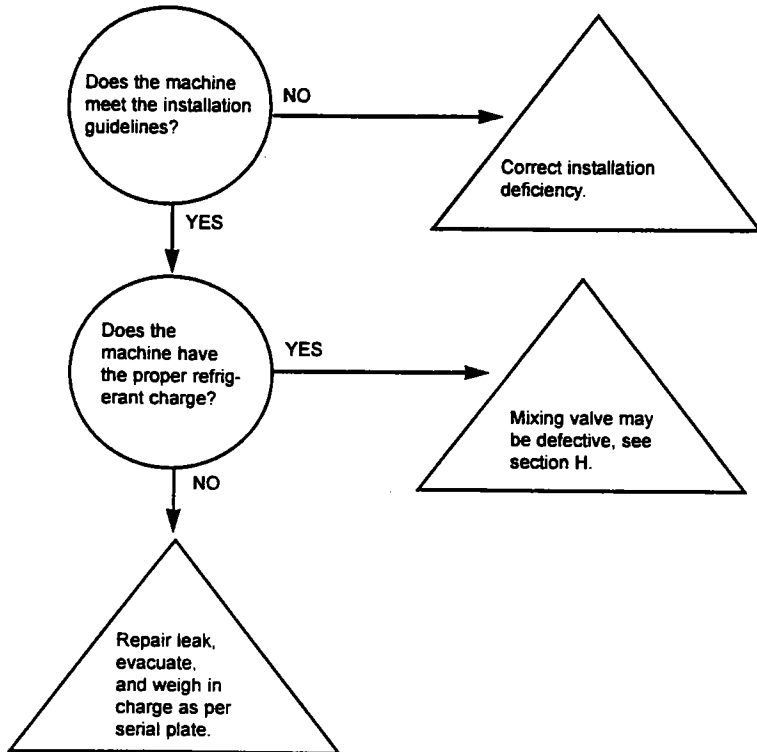 Does the machine
meet the installation
guidelines?
NO
Correct installation
deficiency.
YES
Does the
machine have
the proper refrig-
erant charge?
YES
Mixing valve may
be defective, see
section H.
NO
Repair leak,
evacuate,
and weigh in
charge as per
serial plate.